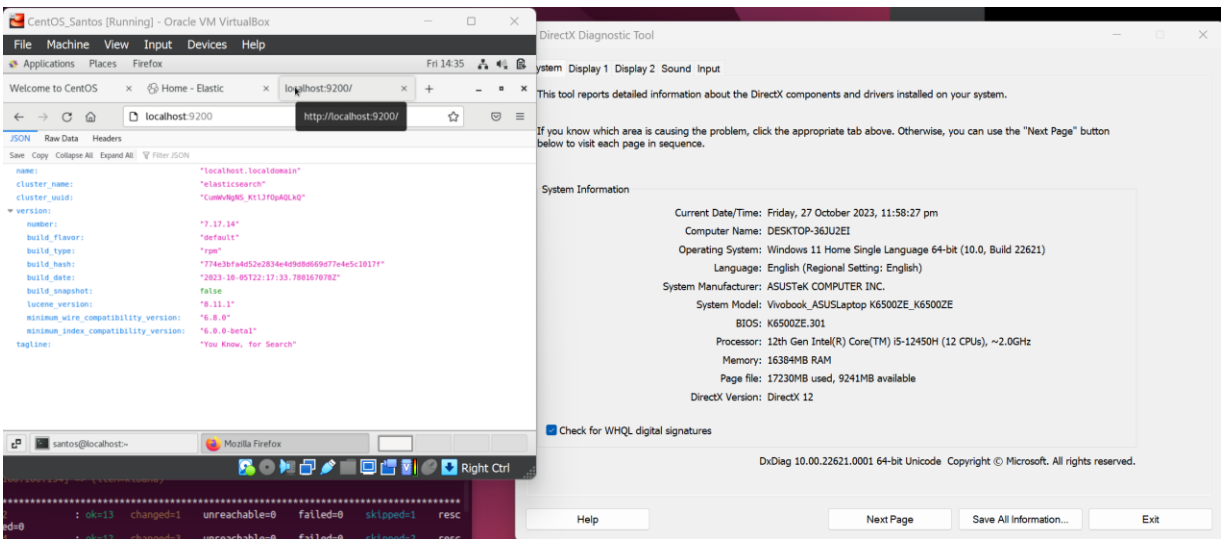 CentOS_Santos [Running] - Oracle VM VirtualBox
File Machine View Input Devices Help
Applications Places Firefox Fri 14:35
Welcome to CentOS × Home - Elastic × localhost:9200/ × +
localhost:9200
http://localhost:9200/
JSON Raw Data Headers
Save Copy Collapse All Expand All Filter JSON
name: "localhost.localdomain"
cluster_name: "elasticsearch"
cluster_uuid: "CumWvNgNS_KtlJfOpAQLkQ"
version:
number: "7.17.14"
build_flavor: "default"
build_type: "rpm"
build_hash: "774e3bfa4d52e2834e4d9d8d669d77e4e5c1017f"
build_date: "2023-10-05T22:17:33.780167078Z"
build_snapshot: false
lucene_version: "8.11.1"
minimum_wire_compatibility_version: "6.8.0"
minimum_index_compatibility_version: "6.0.0-beta1"
tagline: "You Know, for Search"
santos@localhost:~ Mozilla Firefox
Right Ctrl
*****************************************************************************
2 : ok=13 changed=1 unreachable=0 failed=0 skipped=1 resc
ed=0
: ok=12 changed=3 unreachable=0 failed=0 skipped=2 resc
DirectX Diagnostic Tool
ystem Display 1 Display 2 Sound Input
This tool reports detailed information about the DirectX components and drivers installed on your system.
If you know which area is causing the problem, click the appropriate tab above. Otherwise, you can use the "Next Page" button
below to visit each page in sequence.
System Information
Current Date/Time: Friday, 27 October 2023, 11:58:27 pm
Computer Name: DESKTOP-36JU2EI
Operating System: Windows 11 Home Single Language 64-bit (10.0, Build 22621)
Language: English (Regional Setting: English)
System Manufacturer: ASUSTeK COMPUTER INC.
System Model: Vivobook_ASUSLaptop K6500ZE_K6500ZE
BIOS: K6500ZE.301
Processor: 12th Gen Intel(R) Core(TM) i5-12450H (12 CPUs), ~2.0GHz
Memory: 16384MB RAM
Page file: 17230MB used, 9241MB available
DirectX Version: DirectX 12
Check for WHQL digital signatures
DxDiag 10.00.22621.0001 64-bit Unicode Copyright © Microsoft. All rights reserved.
Help Next Page Save All Information... Exit